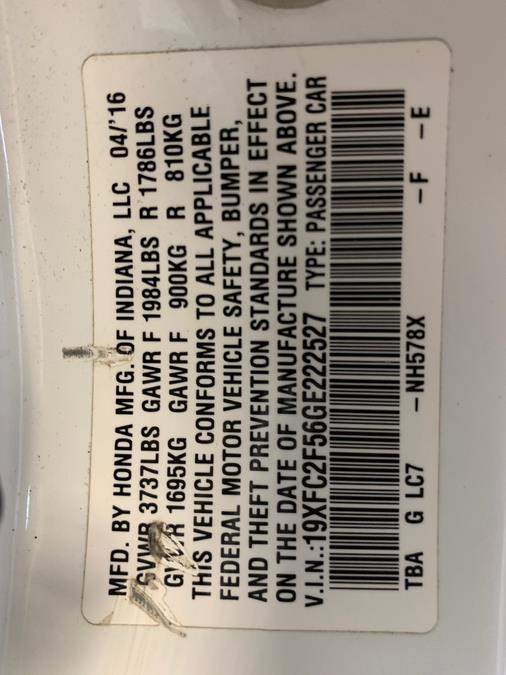 MFD. BY HONDA MFG. OF INDIANA, LLC 04/'16
GVWR 3737LBS GAWR F 1984LBS R 1786LBS
GVWR 1695KG GAWR F 900KG R 810KG
THIS VEHICLE CONFORMS TO ALL APPLICABLE
FEDERAL MOTOR VEHICLE SAFETY, BUMPER,
AND THEFT PREVENTION STANDARDS IN EFFECT
ON THE DATE OF MANUFACTURE SHOWN ABOVE.
V.I.N.:19XFC2F56GE222527 TYPE: PASSENGER CAR
TBA G LC7 -NH578X -F -E